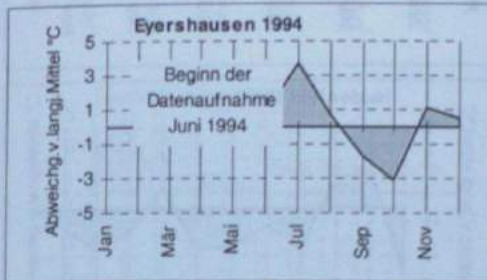 Eyershausen 1994
Abweichg.v.langj.Mittel °C
5
3
1
-1
-3
-5
Beginn der
Datenaufnahme
Juni 1994
Jan
Mär
Mai
Jul
Sep
Nov